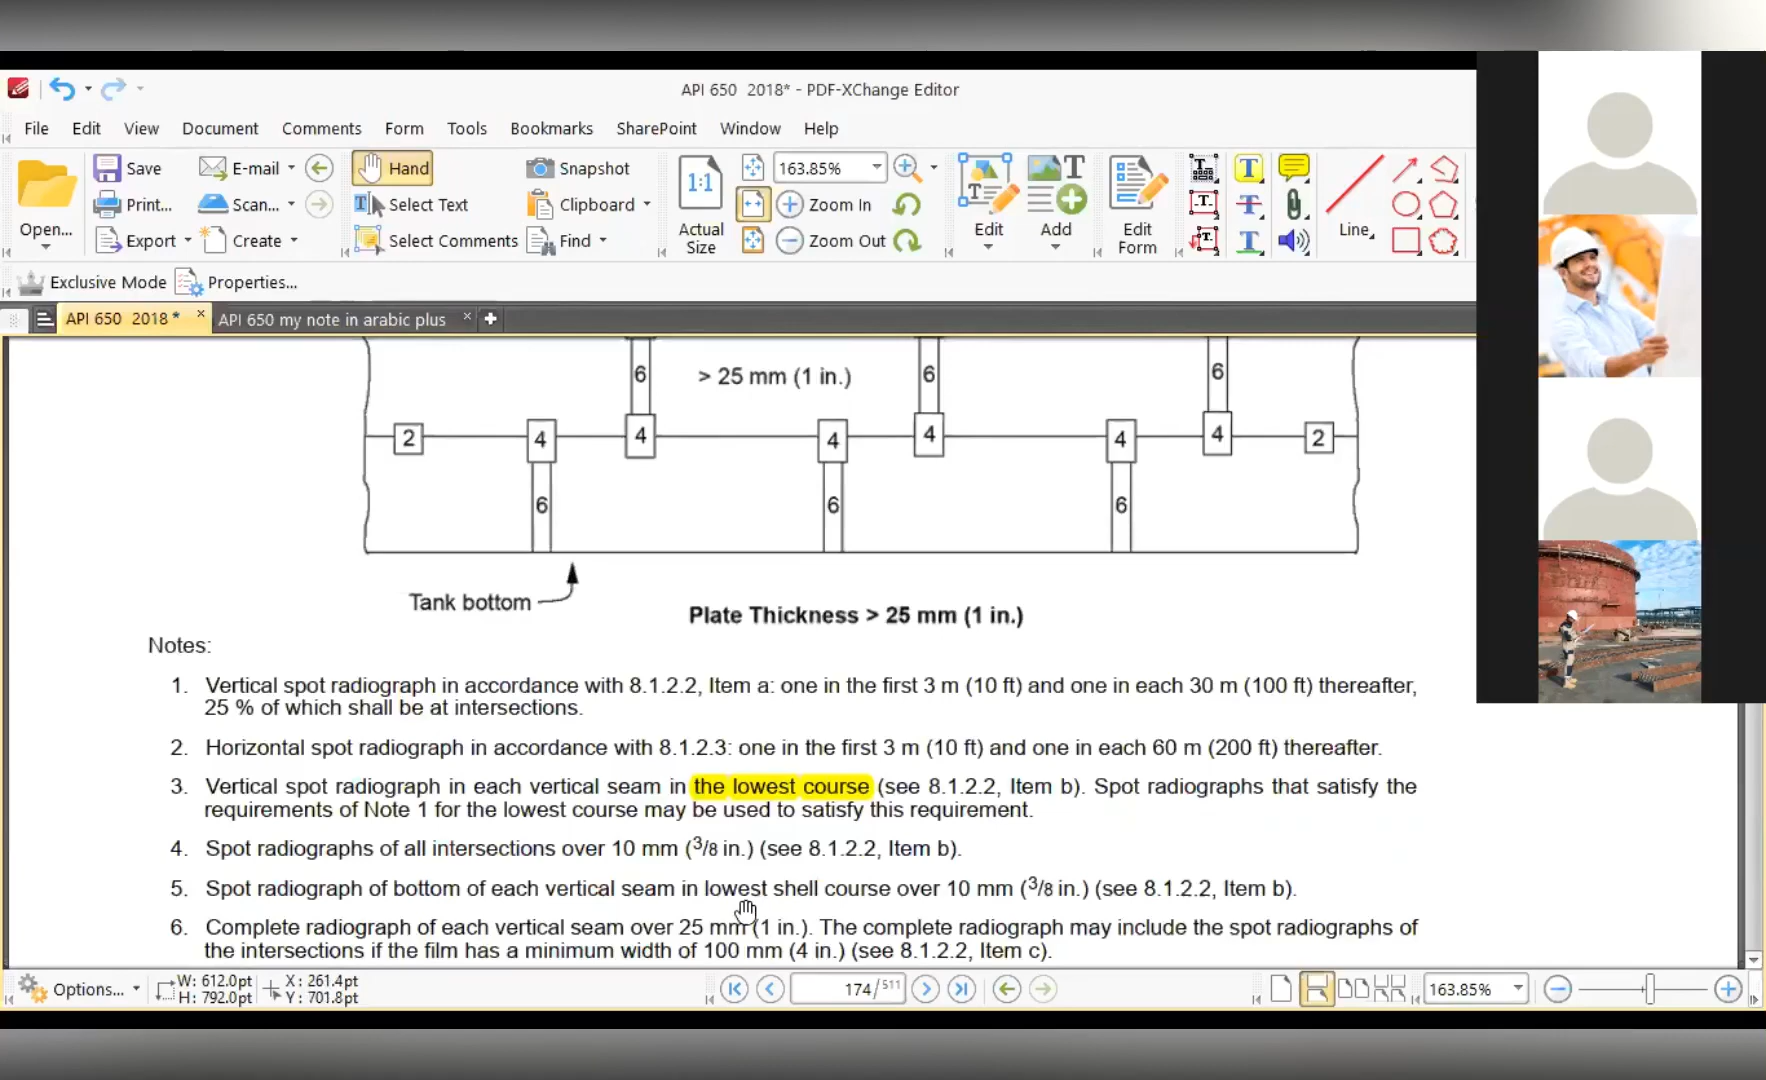 API 650 2018* - PDF-XChange Editor
File Edit View Document Comments Form Tools Bookmarks SharePoint Window Help
Open...
Save
Print...
Export
E-mail
Scan...
Create
Hand
Select Text
Select Comments
Snapshot
Clipboard
Find
1:1
Actual
Size
163.85%
Zoom In
Zoom Out
Edit
Add
Edit
Form
Line
Exclusive Mode Properties...
API 650 2018 * × API 650 my note in arabic plus ×
6 > 25 mm (1 in.) 6 6
2 4 4 4 4 4 4 2
6 6 6
Tank bottom
Plate Thickness > 25 mm (1 in.)
Notes:
1. Vertical spot radiograph in accordance with 8.1.2.2, Item a: one in the first 3 m (10 ft) and one in each 30 m (100 ft) thereafter,
25 % of which shall be at intersections.
2. Horizontal spot radiograph in accordance with 8.1.2.3: one in the first 3 m (10 ft) and one in each 60 m (200 ft) thereafter.
3. Vertical spot radiograph in each vertical seam in the lowest course (see 8.1.2.2, Item b). Spot radiographs that satisfy the
requirements of Note 1 for the lowest course may be used to satisfy this requirement.
4. Spot radiographs of all intersections over 10 mm (3/8 in.) (see 8.1.2.2, Item b).
5. Spot radiograph of bottom of each vertical seam in lowest shell course over 10 mm (3/8 in.) (see 8.1.2.2, Item b).
6. Complete radiograph of each vertical seam over 25 mm (1 in.). The complete radiograph may include the spot radiographs of
the intersections if the film has a minimum width of 100 mm (4 in.) (see 8.1.2.2, Item c).
Options...
W: 612.0pt
H: 792.0pt
X: 261.4pt
Y: 701.8pt
174/511
163.85%